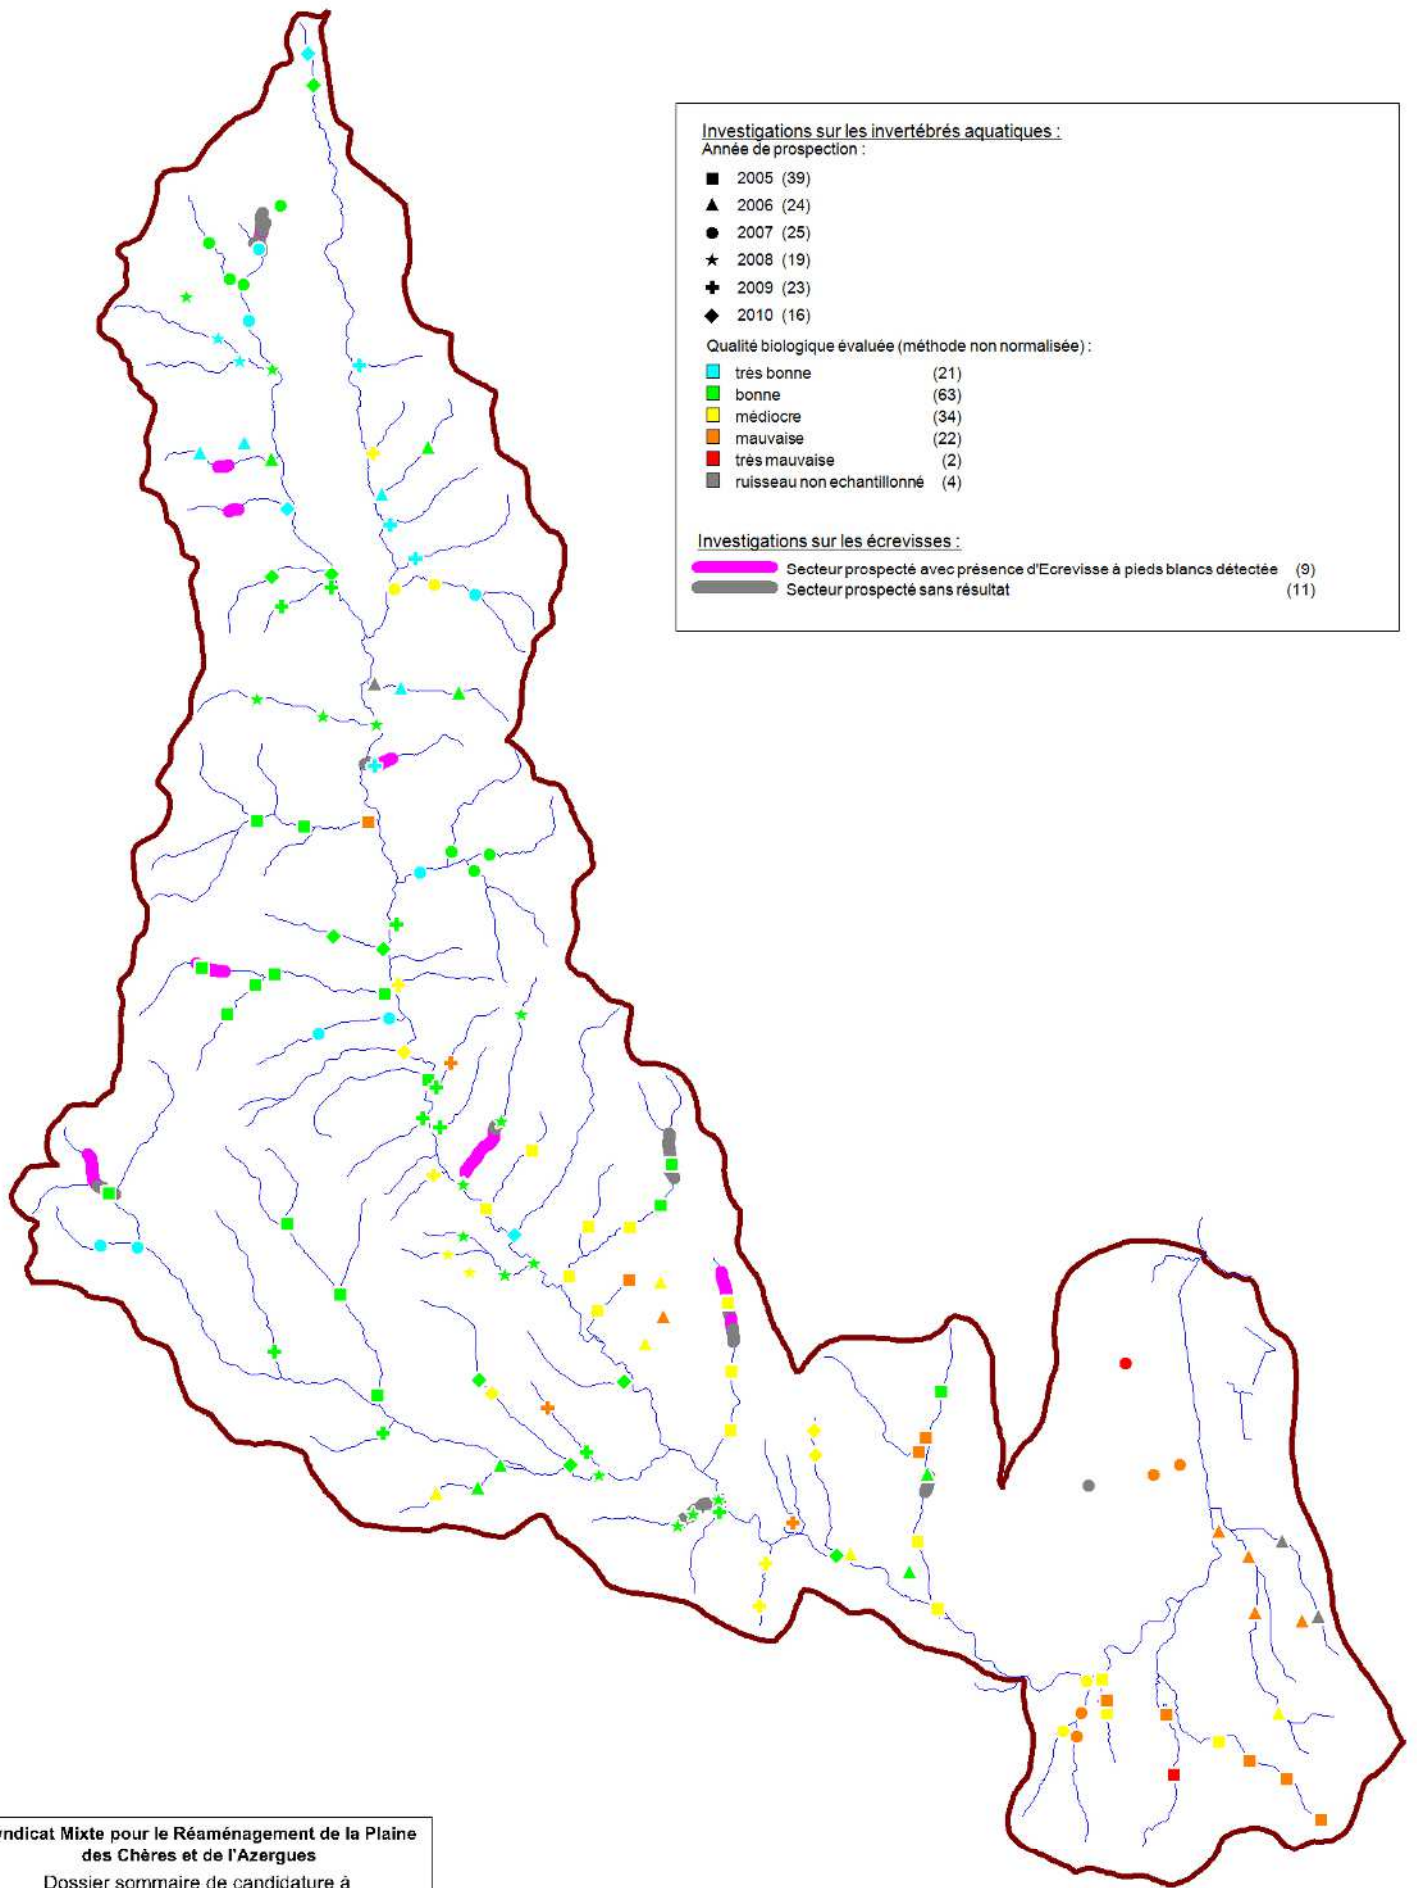 Investigations sur les invertébrés aquatiques :
Année de prospection :
2005 (39)
2006 (24)
2007 (25)
2008 (19)
2009 (23)
2010 (16)
Qualité biologique évaluée (méthode non normalisée) :
très bonne (21)
bonne (63)
médiocre (34)
mauvaise (22)
très mauvaise (2)
ruisseau non echantillonné (4)
Investigations sur les écrevisses :
Secteur prospecté avec présence d'Ecrevisse à pieds blancs détectée (9)
Secteur prospecté sans résultat (11)
yndicat Mixte pour le Réaménagement de la Plaine
des Chères et de l'Azergues
Dossier sommaire de candidature à